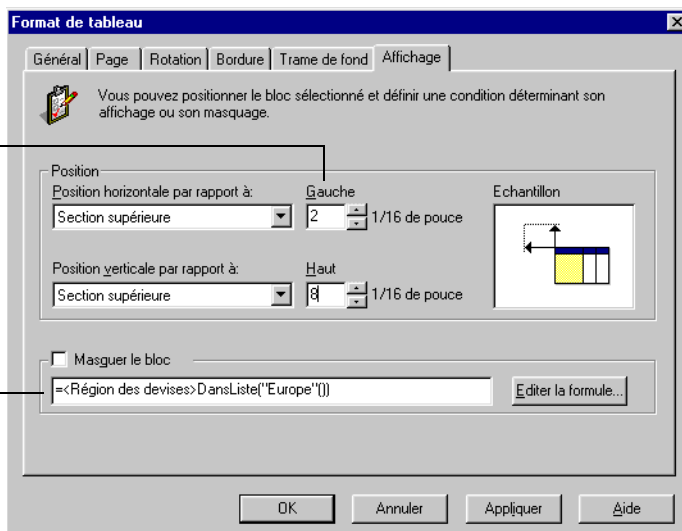 Format de tableau
Général Page Rotation Bordure Trame de fond Affichage
Vous pouvez positionner le bloc sélectionné et définir une condition déterminant son
affichage ou son masquage.
Position
Position horizontale par rapport à: Gauche Echantillon
Section supérieure 2 1/16 de pouce
Position verticale par rapport à: Haut
Section supérieure 8 1/16 de pouce
Masquer le bloc
=<Région des devises>DansListe("Europe"()) Editer la formule...
OK Annuler Appliquer Aide